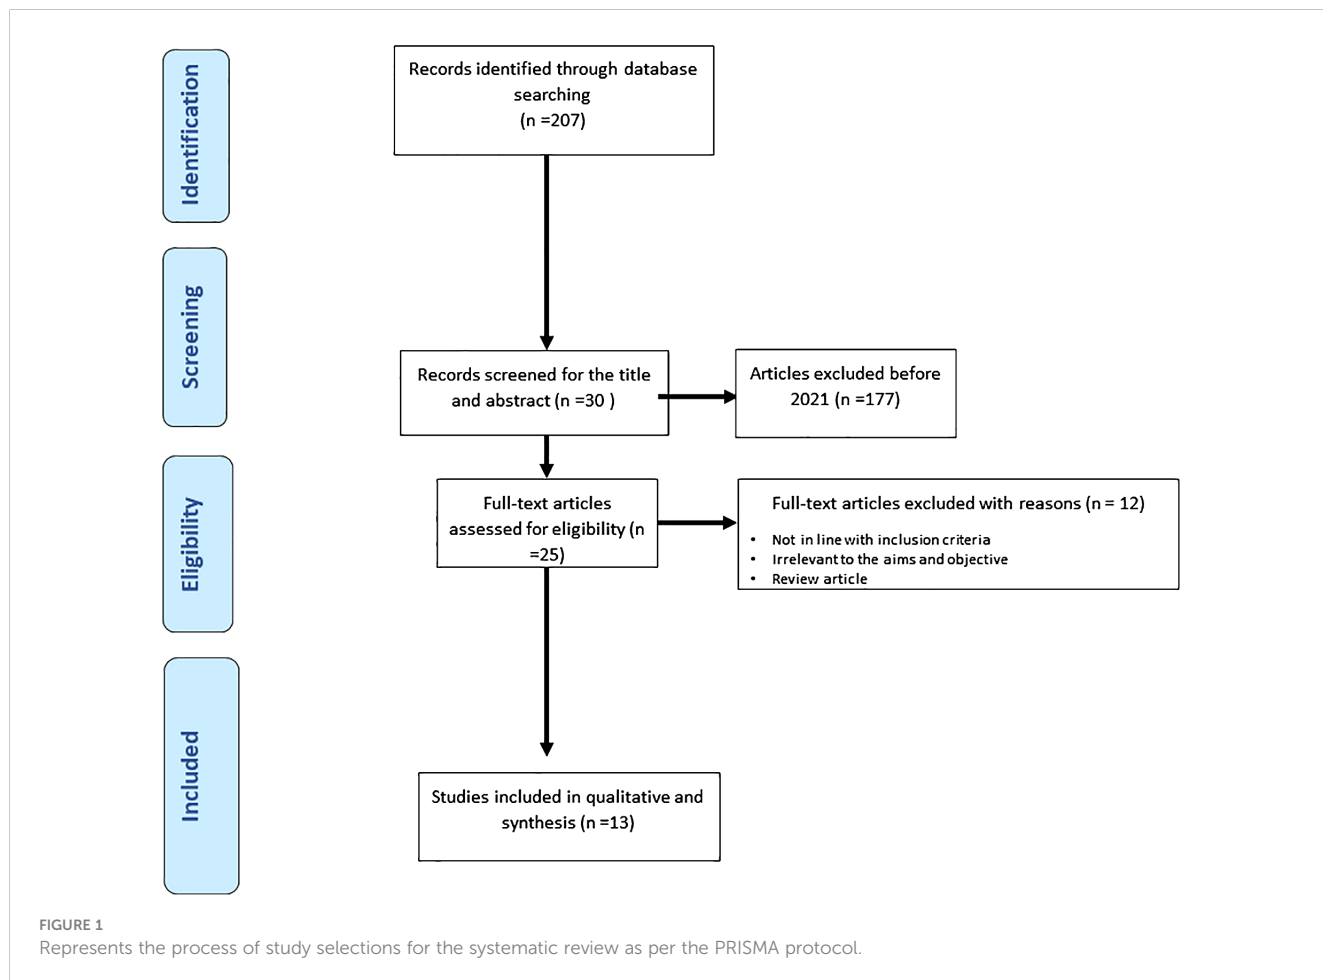 Identification
Records identified through database
searching
(n =207)
Screening
Records screened for the title
and abstract (n =30 )
Articles excluded before
2021 (n =177)
Eligibility
Full-text articles
assessed for eligibility (n
=25)
Full-text articles excluded with reasons (n = 12)
• Not in line with inclusion criteria
• Irrelevant to the aims and objective
• Review article
Included
Studies included in qualitative and
synthesis (n =13)
FIGURE 1
Represents the process of study selections for the systematic review as per the PRISMA protocol.